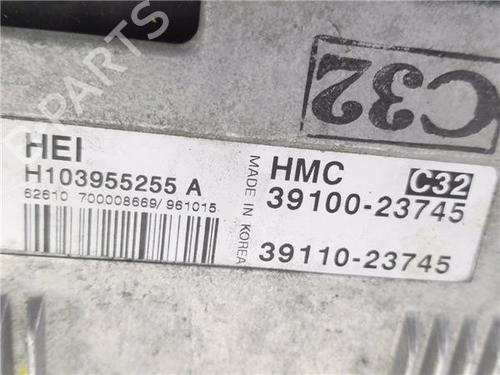 C32
HEI
H103955255 A
62610 700008669/961015
MADE IN KOREA
HMC C32
39100-23745
39110-23745